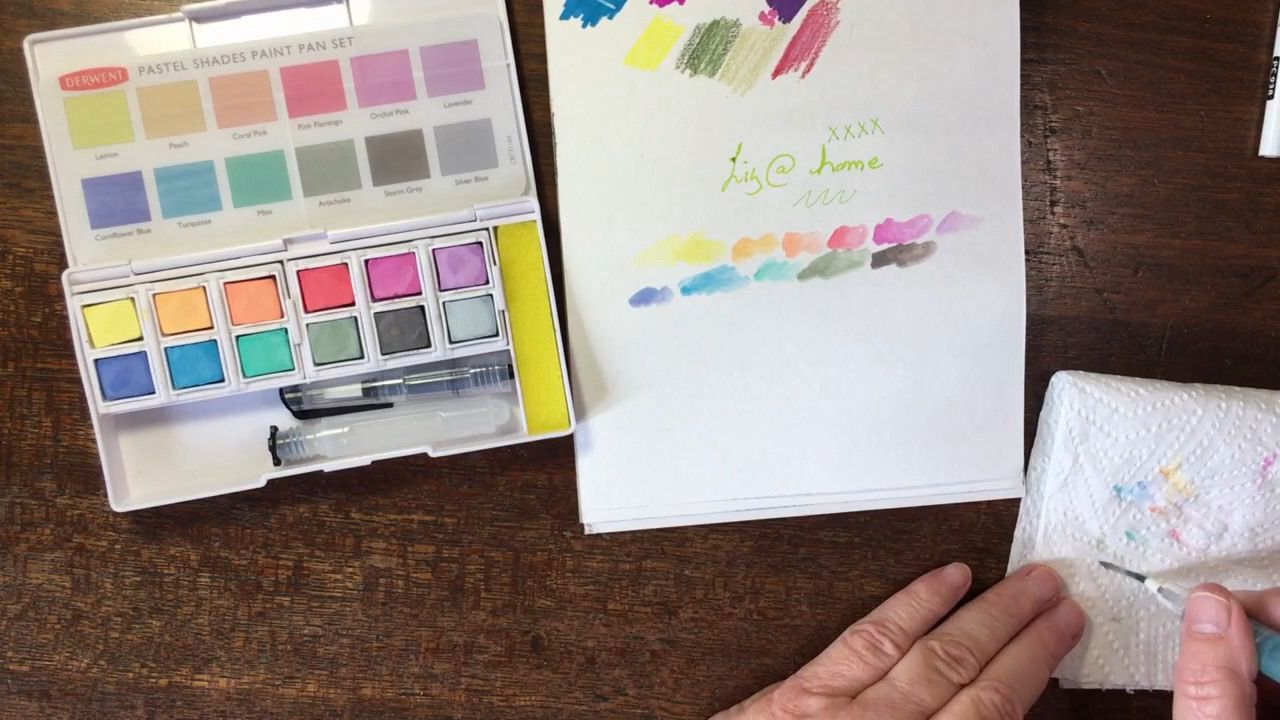 DERWENT PASTEL SHADES PAINT PAN SET
Lemon Peach Coral Pink Pink Flamingo Orchid Pink Lavender
Cornflower Blue Turquoise Mint Artichoke Storm Grey Silver Blue
xxxx
Liz@home